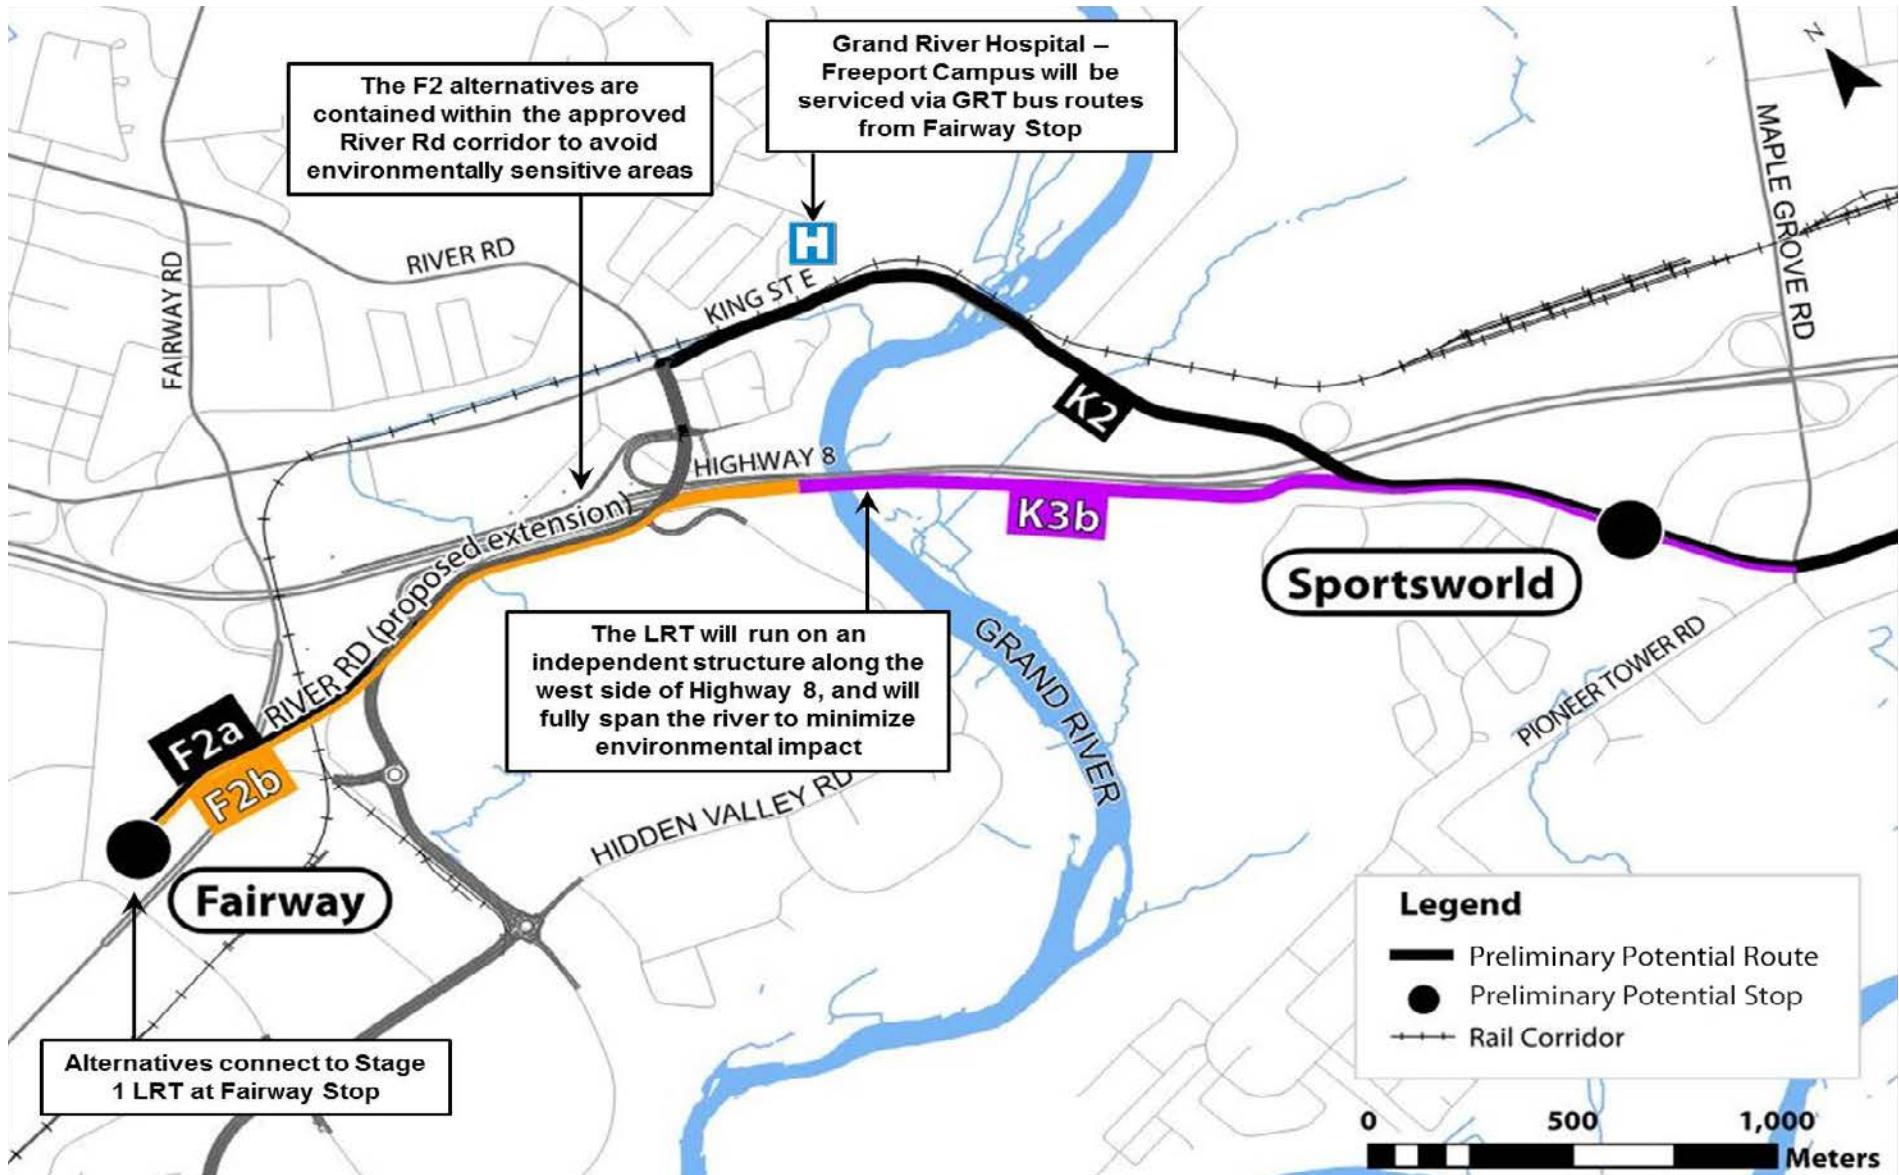 Grand River Hospital –
Freeport Campus will be
serviced via GRT bus routes
from Fairway Stop
The F2 alternatives are
contained within the approved
River Rd corridor to avoid
environmentally sensitive areas
N
MAPLE GROVE RD
FAIRWAY RD
RIVER RD
H
KING ST E
K2
HIGHWAY 8
K3b
Sportsworld
RIVER RD (proposed extension)
The LRT will run on an
independent structure along the
west side of Highway 8, and will
fully span the river to minimize
environmental impact
GRAND RIVER
PIONEER TOWER RD
F2a
F2b
HIDDEN VALLEY RD
Fairway
Alternatives connect to Stage
1 LRT at Fairway Stop
Legend
Preliminary Potential Route
Preliminary Potential Stop
Rail Corridor
0 500 1,000
Meters